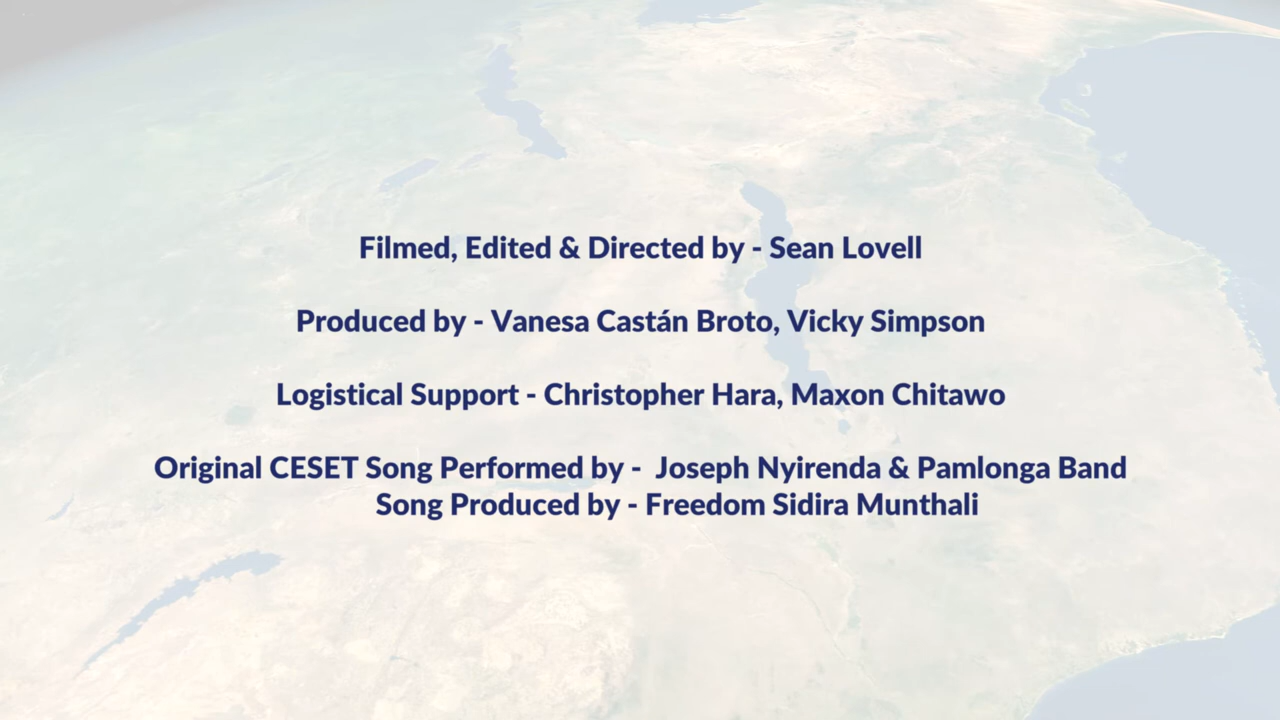 Filmed, Edited & Directed by - Sean Lovell
Produced by - Vanesa Castán Broto, Vicky Simpson
Logistical Support - Christopher Hara, Maxon Chitawo
Original CESET Song Performed by - Joseph Nyirenda & Pamlonga Band
Song Produced by - Freedom Sidira Munthali